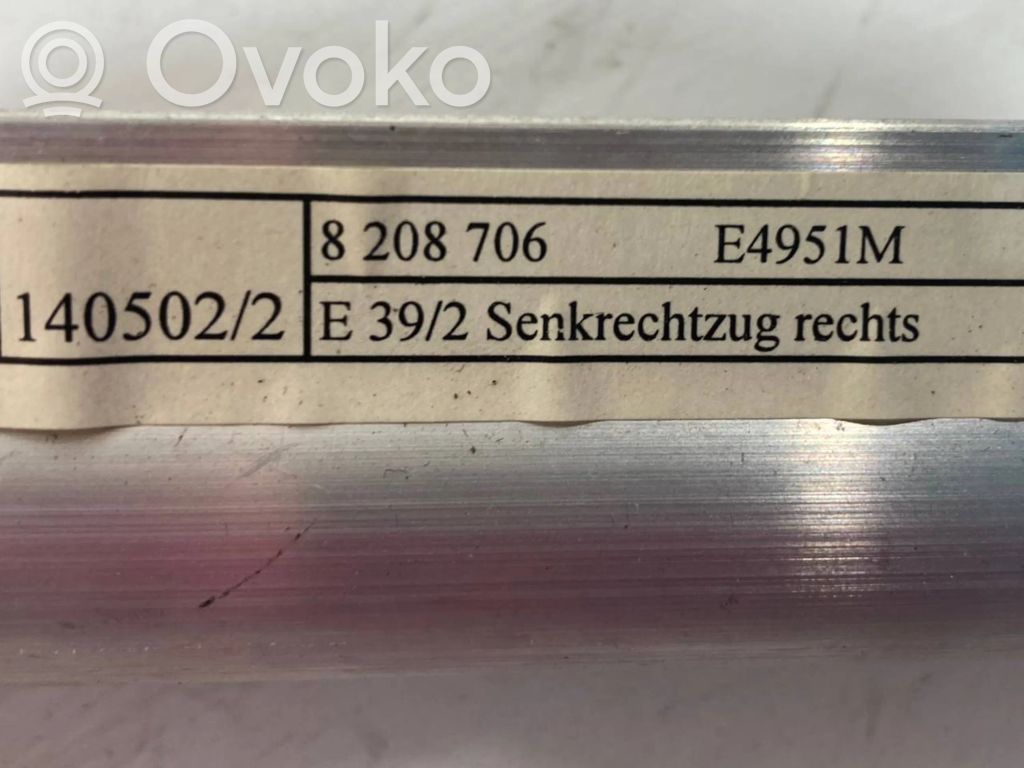 Ovoko
8 208 706 E4951M
140502/2 E 39/2 Senkrechtzug rechts